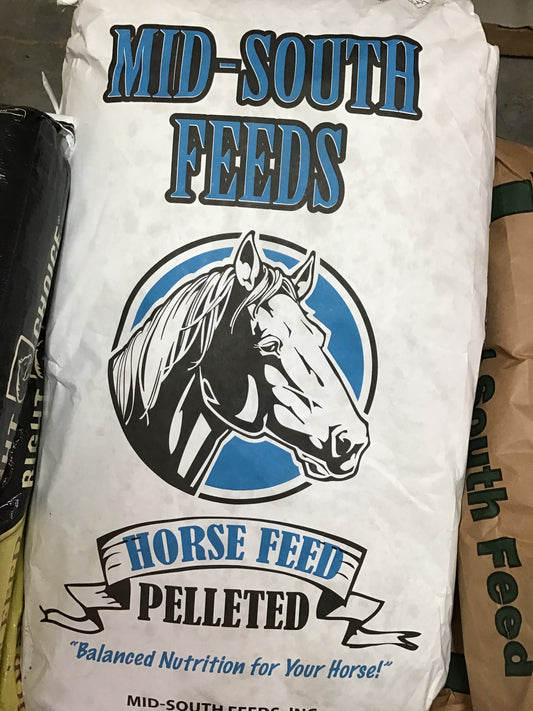 MID-SOUTH
FEEDS
HORSE FEED
PELLETED
"Balanced Nutrition for Your Horse!"
MID-SOUTH FEEDS, INC.
RIGHT CHOICE
South Feed